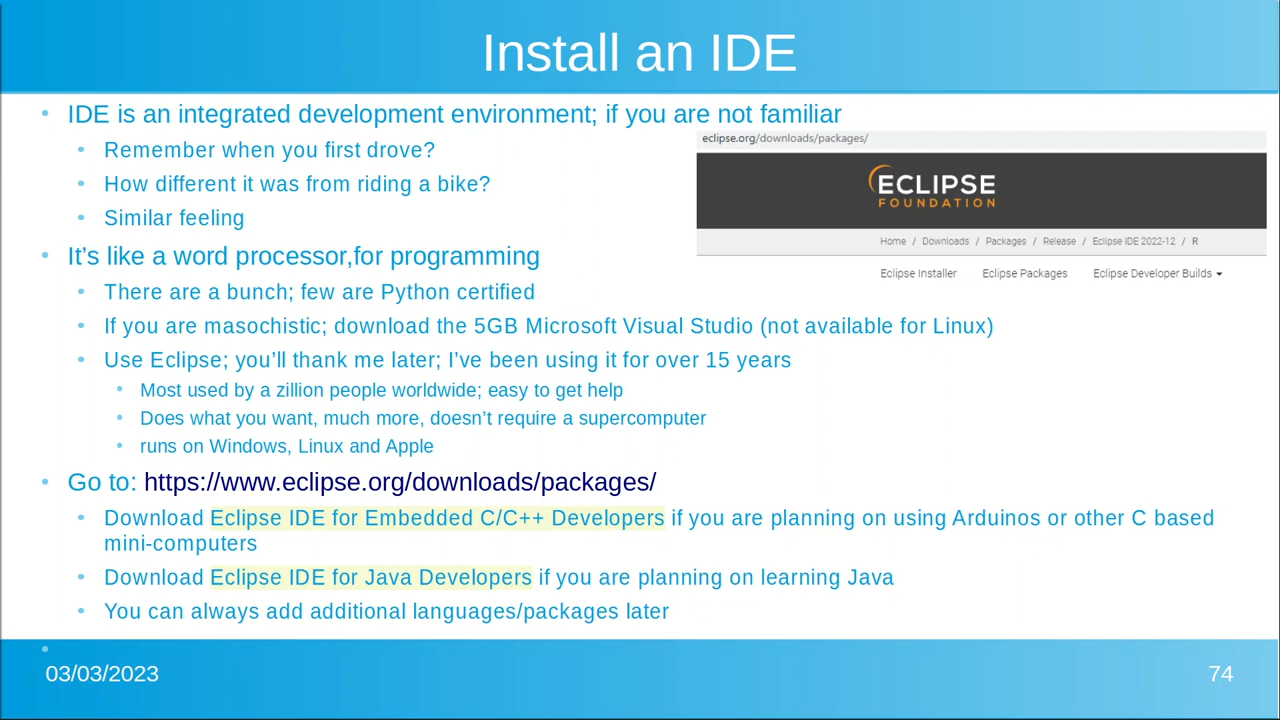 Install an IDE
IDE is an integrated development environment; if you are not familiar
Remember when you first drove?
How different it was from riding a bike?
Similar feeling
eclipse.org/downloads/packages/
ECLIPSE
FOUNDATION
Home / Downloads / Packages / Release / Eclipse IDE 2022-12 / R
Eclipse Installer Eclipse Packages Eclipse Developer Builds
It's like a word processor,for programming
There are a bunch; few are Python certified
If you are masochistic; download the 5GB Microsoft Visual Studio (not available for Linux)
Use Eclipse; you'll thank me later; I've been using it for over 15 years
Most used by a zillion people worldwide; easy to get help
Does what you want, much more, doesn't require a supercomputer
runs on Windows, Linux and Apple
Go to: https://www.eclipse.org/downloads/packages/
Download Eclipse IDE for Embedded C/C++ Developers if you are planning on using Arduinos or other C based
mini-computers
Download Eclipse IDE for Java Developers if you are planning on learning Java
You can always add additional languages/packages later
03/03/2023
74